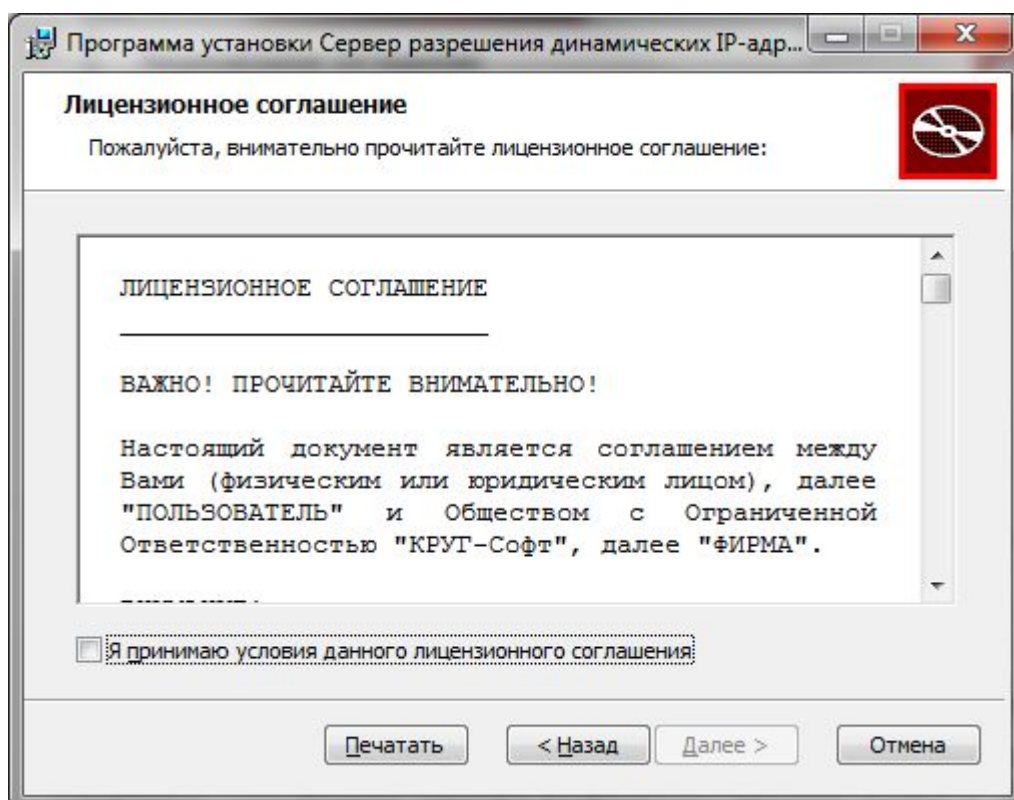 Программа установки Сервер разрешения динамических IP-адр...
Лицензионное соглашение
Пожалуйста, внимательно прочитайте лицензионное соглашение:
ЛИЦЕНЗИОННОЕ СОГЛАШЕНИЕ
ВАЖНО! ПРОЧИТАЙТЕ ВНИМАТЕЛЬНО!
Настоящий документ является соглашением между
Вами (физическим или юридическим лицом), далее
"ПОЛЬЗОВАТЕЛЬ" и Обществом с Ограниченной
Ответственностью "КРУГ-Софт", далее "ФИРМА".
Я принимаю условия данного лицензионного соглашения
Печатать < Назад Далее > Отмена